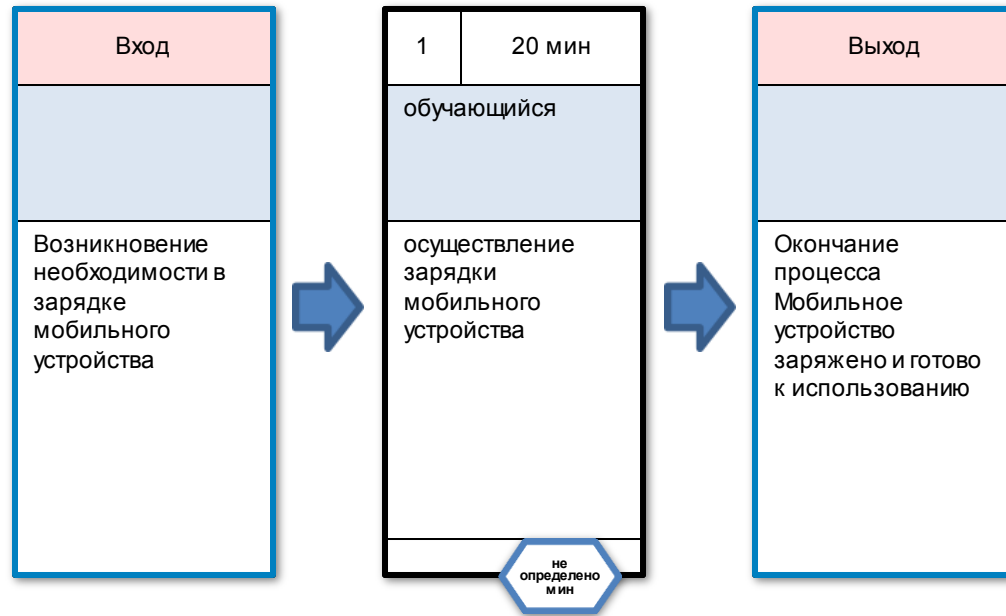 Вход
Возникновение
необходимости в
зарядке
мобильного
устройства
1
20 мин
обучающийся
осуществление
зарядки
мобильного
устройства
не
определено
мин
Выход
Окончание
процесса
Мобильное
устройство
заряжено и готово
к использованию